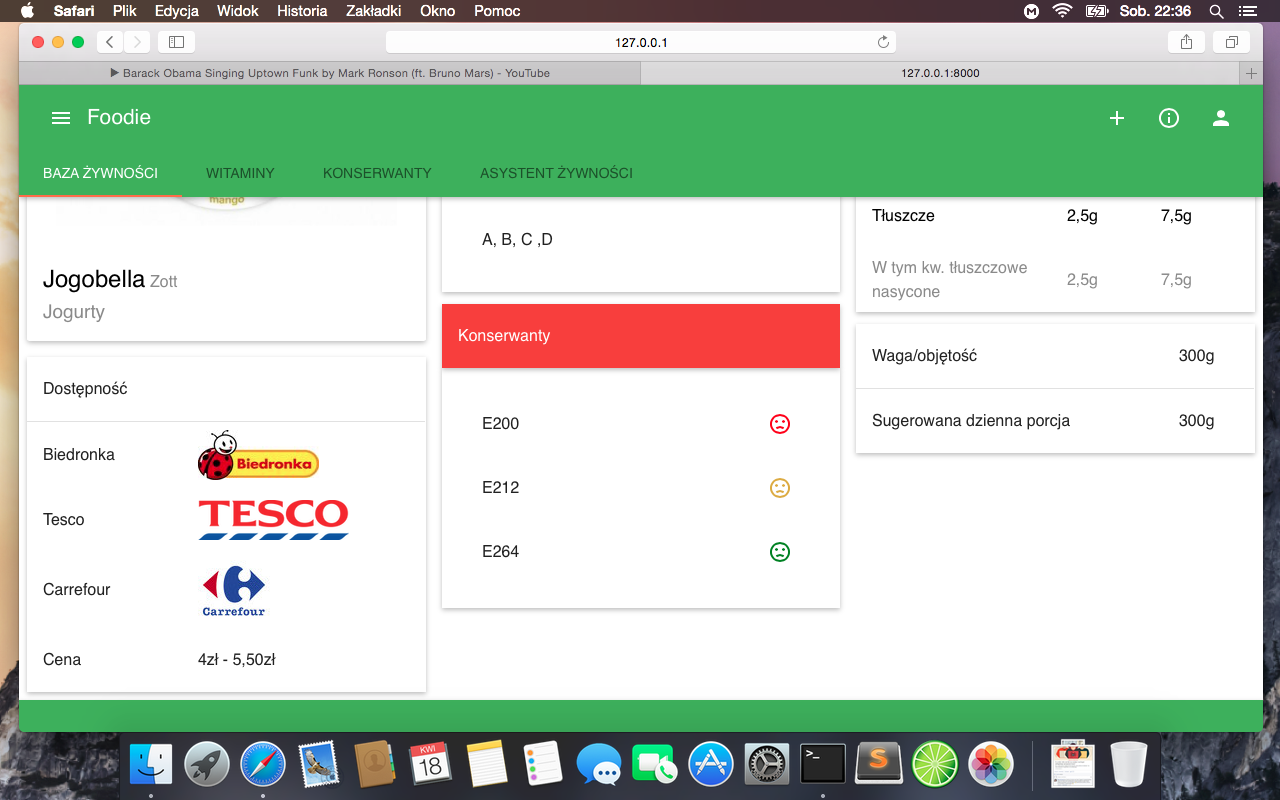 Safari Plik Edycja Widok Historia Zakładki Okno Pomoc Sob. 22:36
127.0.0.1
Barack Obama Singing Uptown Funk by Mark Ronson (ft. Bruno Mars) - YouTube
127.0.0.1:8000
Foodie
BAZA ŻYWNOŚCI WITAMINY KONSERWANTY ASYSTENT ŻYWNOŚCI
mango
Jogobella Zott
Jogurty
Dostępność
Biedronka Biedronka
Tesco TESCO
Carrefour Carrefour
Cena 4zł - 5,50zł
A, B, C ,D
Konserwanty
E200
E212
E264
Tłuszcze 2,5g 7,5g
W tym kw. tłuszczowe
nasycone 2,5g 7,5g
Waga/objętość 300g
Sugerowana dzienna porcja 300g
KWI
18